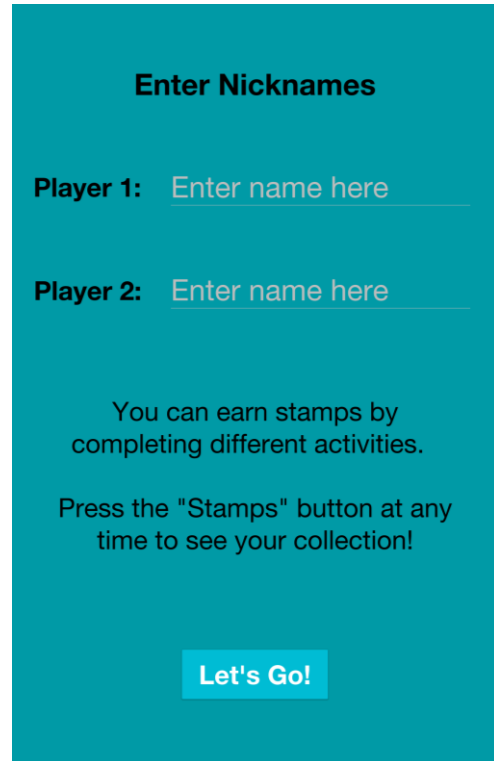 Enter Nicknames
Player 1: Enter name here
Player 2: Enter name here
You can earn stamps by
completing different activities.
Press the "Stamps" button at any
time to see your collection!
Let's Go!